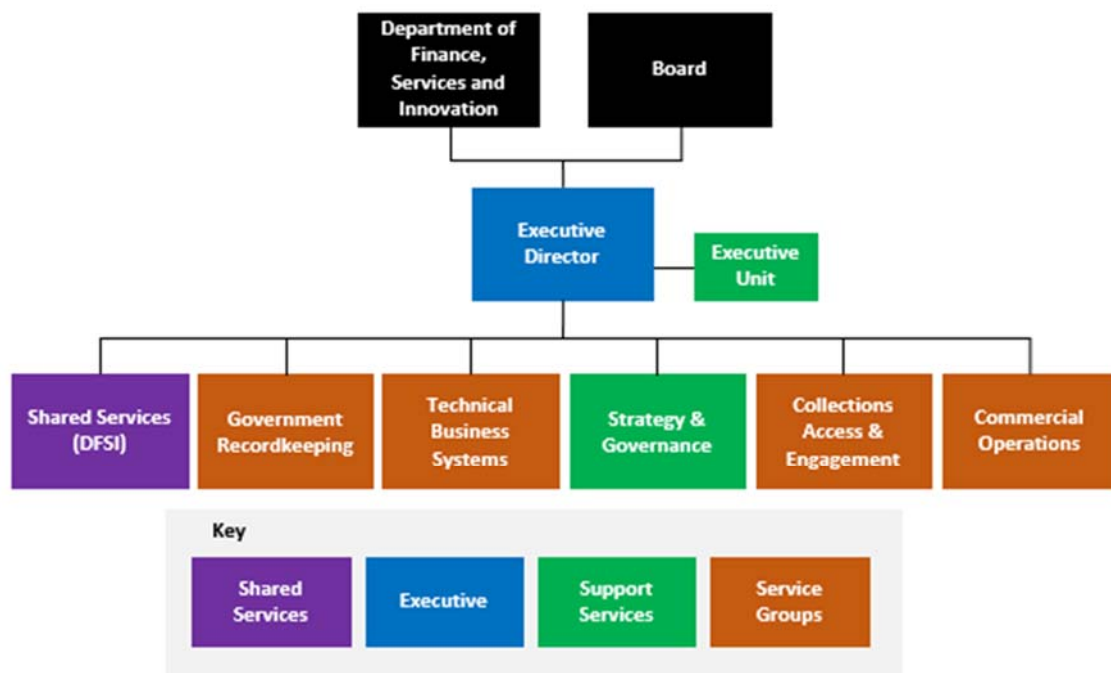 Department of
Finance,
Services and
Innovation
Board
Executive
Director
Executive
Unit
Shared Services
(DFSI)
Government
Recordkeeping
Technical
Business
Systems
Strategy &
Governance
Collections
Access &
Engagement
Commercial
Operations
Key
Shared
Services
Executive
Support
Services
Service
Groups